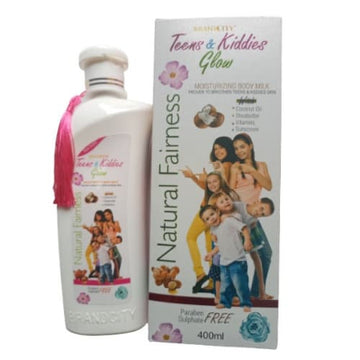 BRANDCITY
Teens & Kiddies
Glow
MOISTURIZING BODY MILK
PROVEN TO BRIGHTEN TEENS & KIDDIES SKIN
Coconut Oil
Sheabutter
Vitamins
Natural Fairness
Paraben
Sulphate FREE
400ml
Teens & Kiddies
Glow
Natural Fairness
BRANDCITY